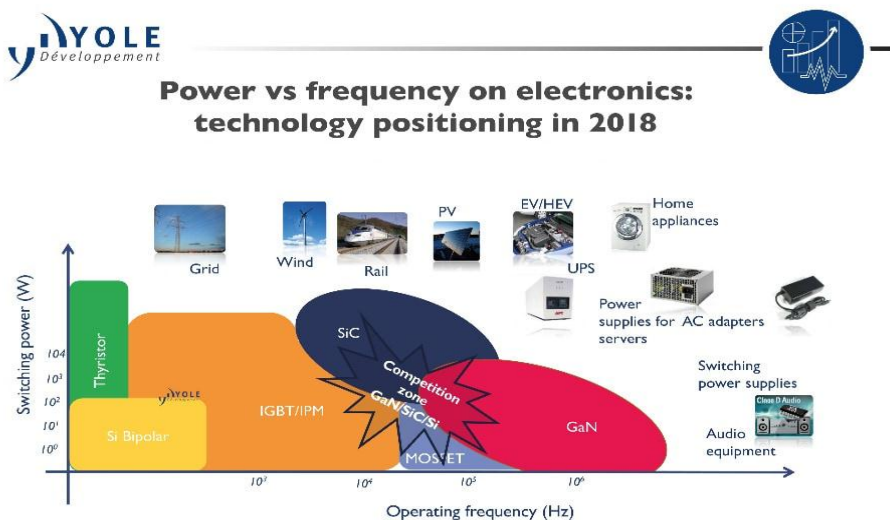 YOLE
Développement
Power vs frequency on electronics:
technology positioning in 2018
Grid
Wind
Rail
PV
EV/HEV
Home
appliances
UPS
Power
supplies for AC adapters
servers
Switching
power supplies
Class D Audio
Audio
equipment
Switching power (W)
10⁴
10³
10²
10¹
10⁰
Thyristor
Si Bipolar
YOLE
IGBT/IPM
SiC
Competition
zone
GaN/SiC/Si
MOSFET
GaN
10³
10⁴
10⁵
10⁶
Operating frequency (Hz)